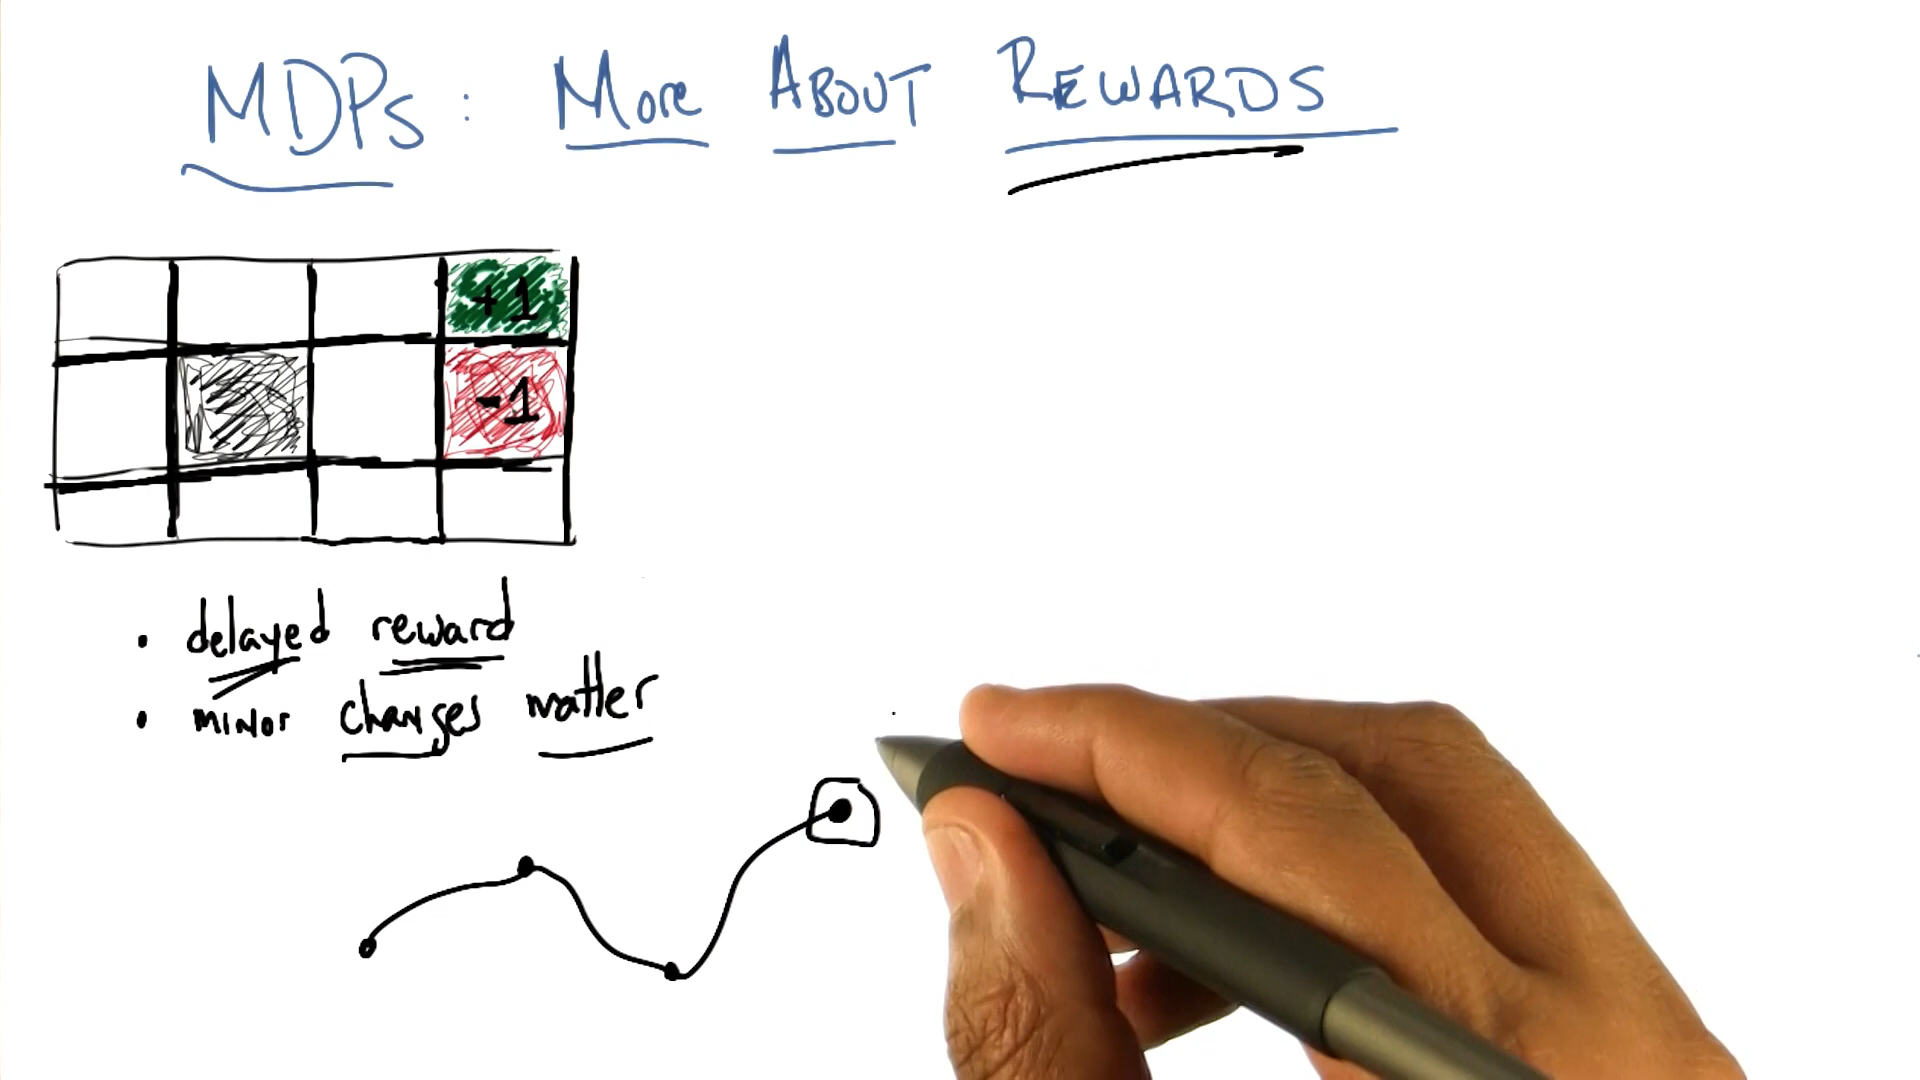 MDPs: More About Rewards
+1
-1
• delayed reward
• minor changes matter